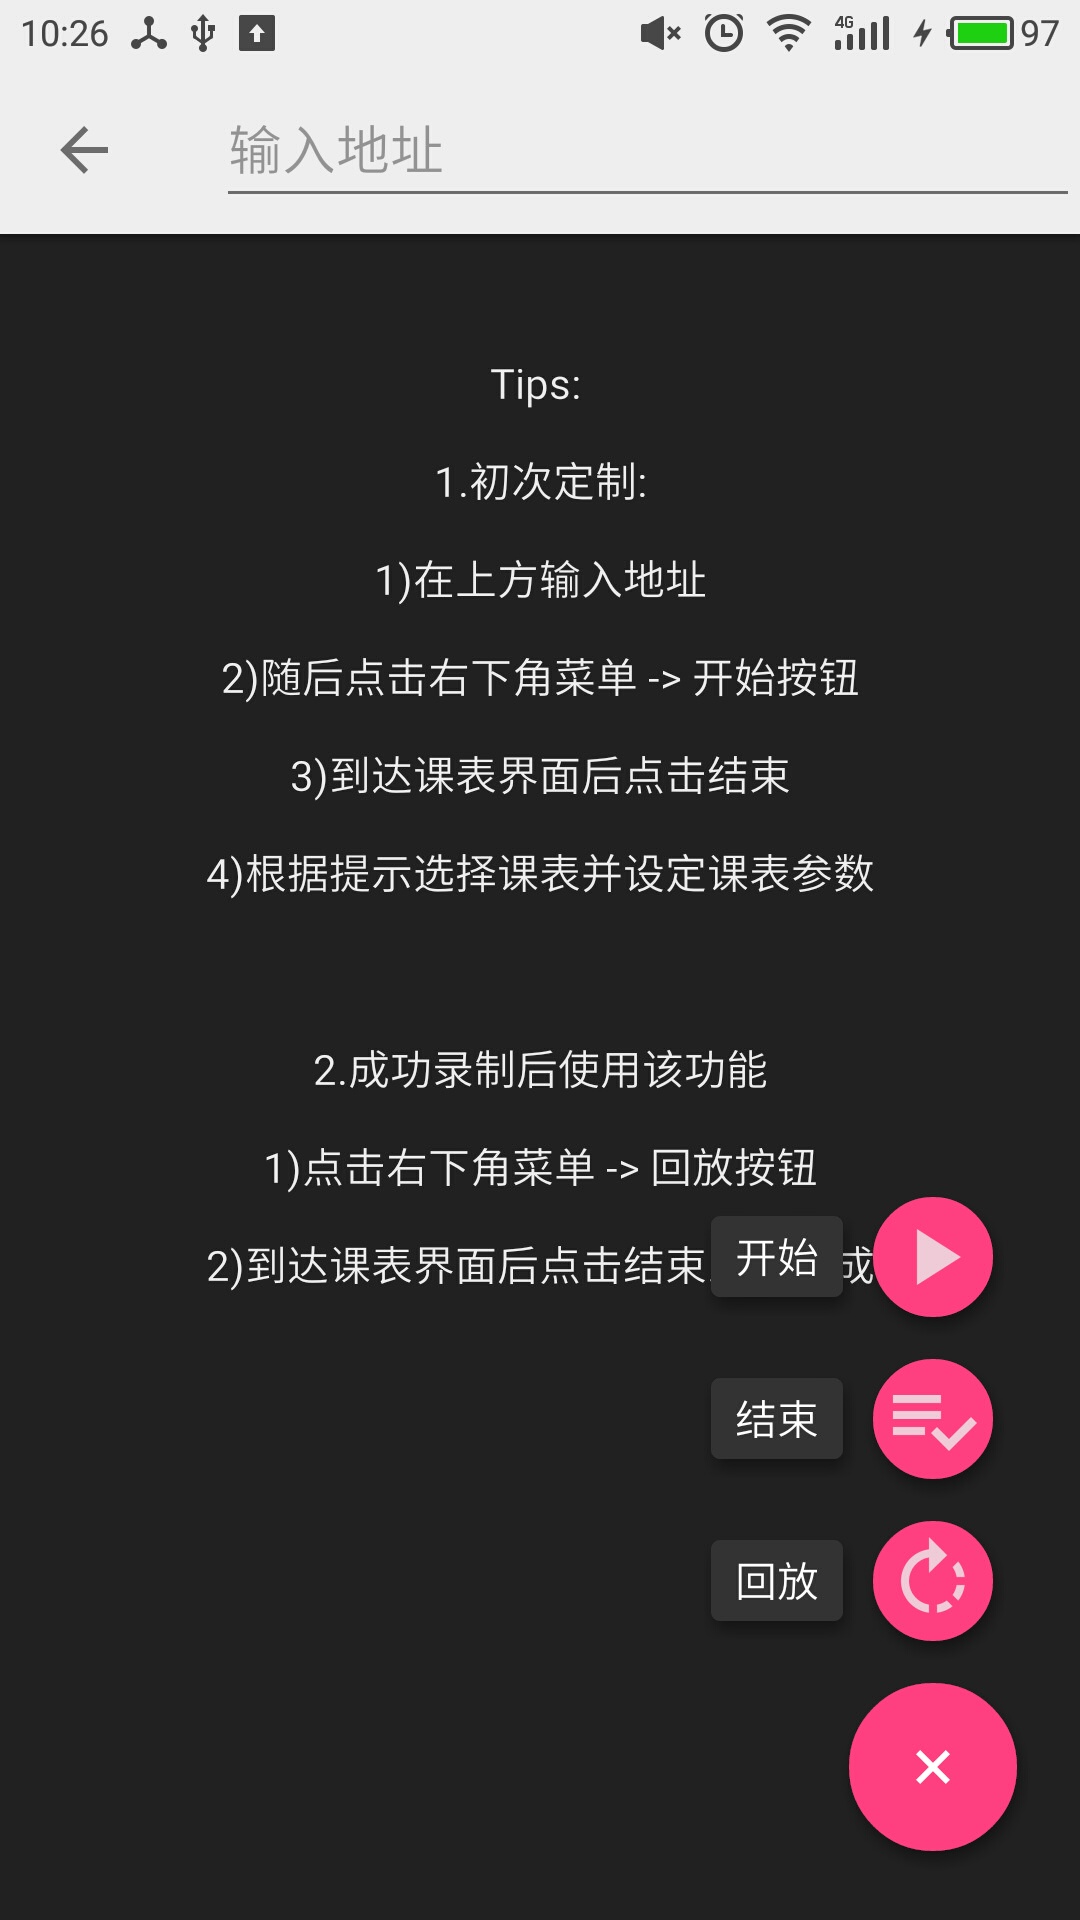 10:26
4G
97
输入地址
Tips:
1.初次定制:
1)在上方输入地址
2)随后点击右下角菜单 -> 开始按钮
3)到达课表界面后点击结束
4)根据提示选择课表并设定课表参数
2.成功录制后使用该功能
1)点击右下角菜单 -> 回放按钮
2)到达课表界面后点击结束 成
开始
结束
回放